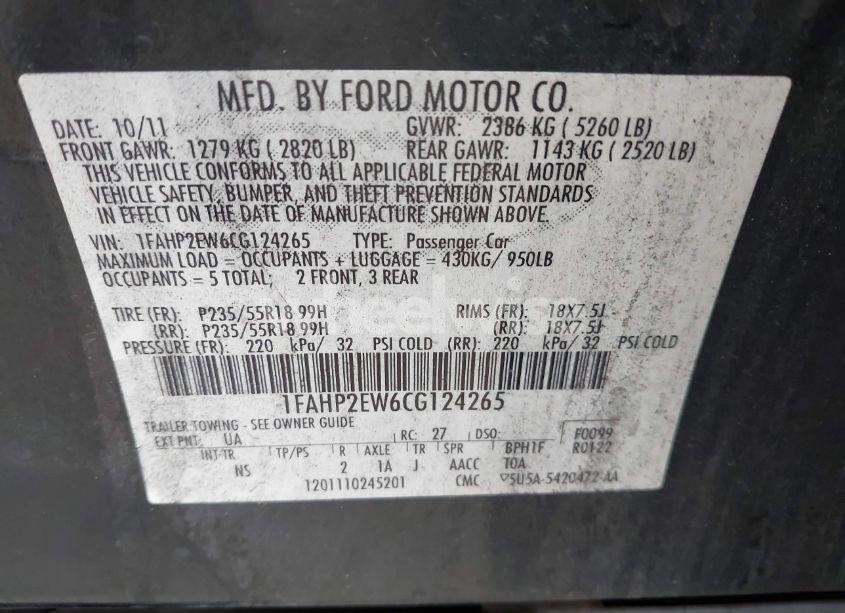 MFD. BY FORD MOTOR CO.
DATE: 10/11 GVWR: 2386 KG ( 5260 LB)
FRONT GAWR: 1279 KG ( 2820 LB) REAR GAWR: 1143 KG ( 2520 LB)
THIS VEHICLE CONFORMS TO ALL APPLICABLE FEDERAL MOTOR
VEHICLE SAFETY, BUMPER, AND THEFT PREVENTION STANDARDS
IN EFFECT ON THE DATE OF MANUFACTURE SHOWN ABOVE.
VIN: 1FAHP2EW6CG124265 TYPE: Passenger Car
MAXIMUM LOAD = OCCUPANTS + LUGGAGE = 430KG/ 950LB
OCCUPANTS = 5 TOTAL; 2 FRONT, 3 REAR
TIRE (FR): P235/55R18 99H RIMS (FR): 18X7.5J
(RR): P235/55R18 99H (RR): 18X7.5J
PRESSURE (FR): 220 kPa/ 32 PSI COLD (RR): 220 kPa/ 32 PSI COLD
1FAHP2EW6CG124265
TRAILER TOWING - SEE OWNER GUIDE
EXT PNT: UA RC: 27 DSO: F0099
INT TR TP/PS R AXLE TR SPR BPH1F R0122
NS 2 1A J AACC TOA
1201110245201 CMC 5U5A-5420472-AA